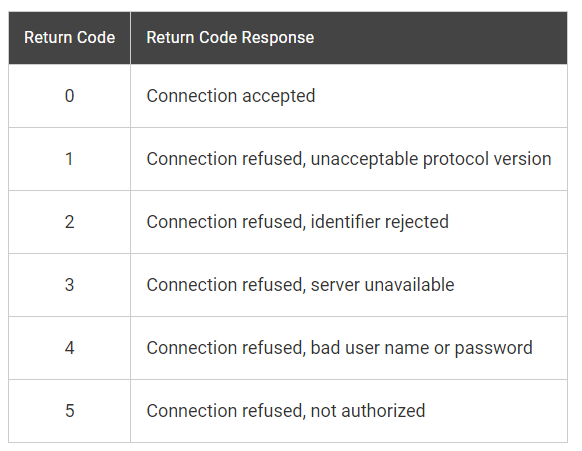 Return Code Return Code Response
0 Connection accepted
1 Connection refused, unacceptable protocol version
2 Connection refused, identifier rejected
3 Connection refused, server unavailable
4 Connection refused, bad user name or password
5 Connection refused, not authorized